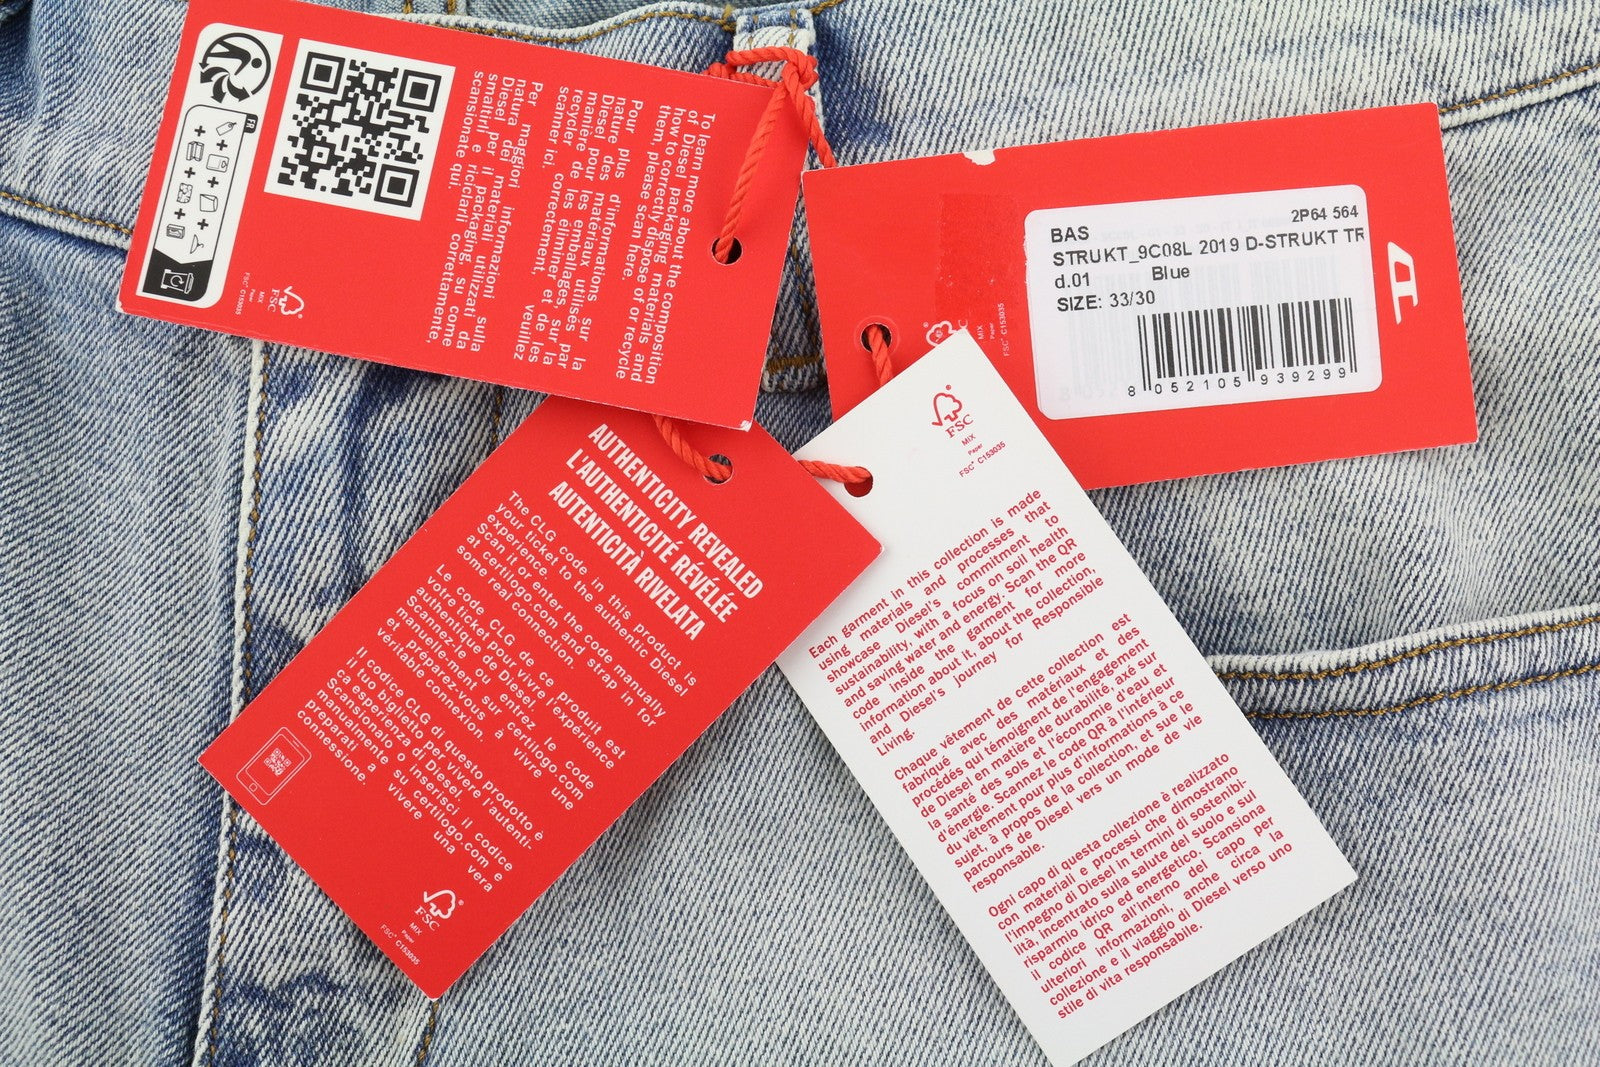 FR
To learn more about the composition
of Diesel packaging materials and
how to correctly dispose of or recycle
them, please scan here.
Pour plus d'informations sur la
nature des matériaux utilisés par
Diesel pour les emballages, sur la
manière de les éliminer et de les
recycler correctement, veuillez
scanner ici.
Per maggiori informazioni sulla
natura dei materiali utilizzati da
Diesel per il packaging, su come
smaltirli e riciclarli correttamente,
scansionate qui.
FSC
MIX
Paper
FSC® C153035
2P64 564
BAS
STRUKT_9C08L 2019 D-STRUKT TR
d.01 Blue
SIZE: 33/30
8 052105 939299
D
MIX
Paper
FSC® C153035
AUTHENTICITY REVEALED
L'AUTHENTICITÉ RÉVÉLÉE
AUTENTICITÀ RIVELATA
The CLG code in this product is
your ticket to the authentic Diesel
experience.
Scan it or enter the code manually
at certilogo.com and strap in for
some real connection.
Le code CLG de ce produit est
votre ticket pour vivre l'expérience
authentique de Diesel.
Scannez-le ou entrez le code
manuellement sur certilogo.com
et préparez-vous à vivre une
véritable connexion.
Il codice CLG di questo prodotto è
il tuo biglietto per vivere l'autenti-
ca esperienza di Diesel.
Scansionalo o inserisci il codice
manualmente su certilogo.com e
preparati a vivere una vera
connessione.
FSC
MIX
Paper
FSC® C153035
FSC
MIX
Paper
FSC® C153035
Each garment in this collection is made
using materials and processes that
showcase Diesel's commitment to
sustainability, with a focus on soil health
and saving water and energy. Scan the QR
code inside the garment for more
information about it, about the collection,
and Diesel's journey for Responsible
Living.
Chaque vêtement de cette collection est
fabriqué avec des matériaux et des
procédés qui témoignent de l'engagement
de Diesel en matière de durabilité, axé sur
la santé des sols et l'économie d'eau et
d'énergie. Scannez le code QR à l'intérieur
du vêtement pour plus d'informations à ce
sujet, à propos de la collection, et sue le
parcours de Diesel vers un mode de vie
responsable.
Ogni capo di questa collezione è realizzato
con materiali e processi che dimostrano
l'impegno di Diesel in termini di sostenibi-
lità, incentrato sulla salute del suolo e sul
risparmio idrico ed energetico. Scansiona
il codice QR all'interno del capo per
ulteriori informazioni, anche circa la
collezione e il viaggio di Diesel verso uno
stile di vita responsabile.